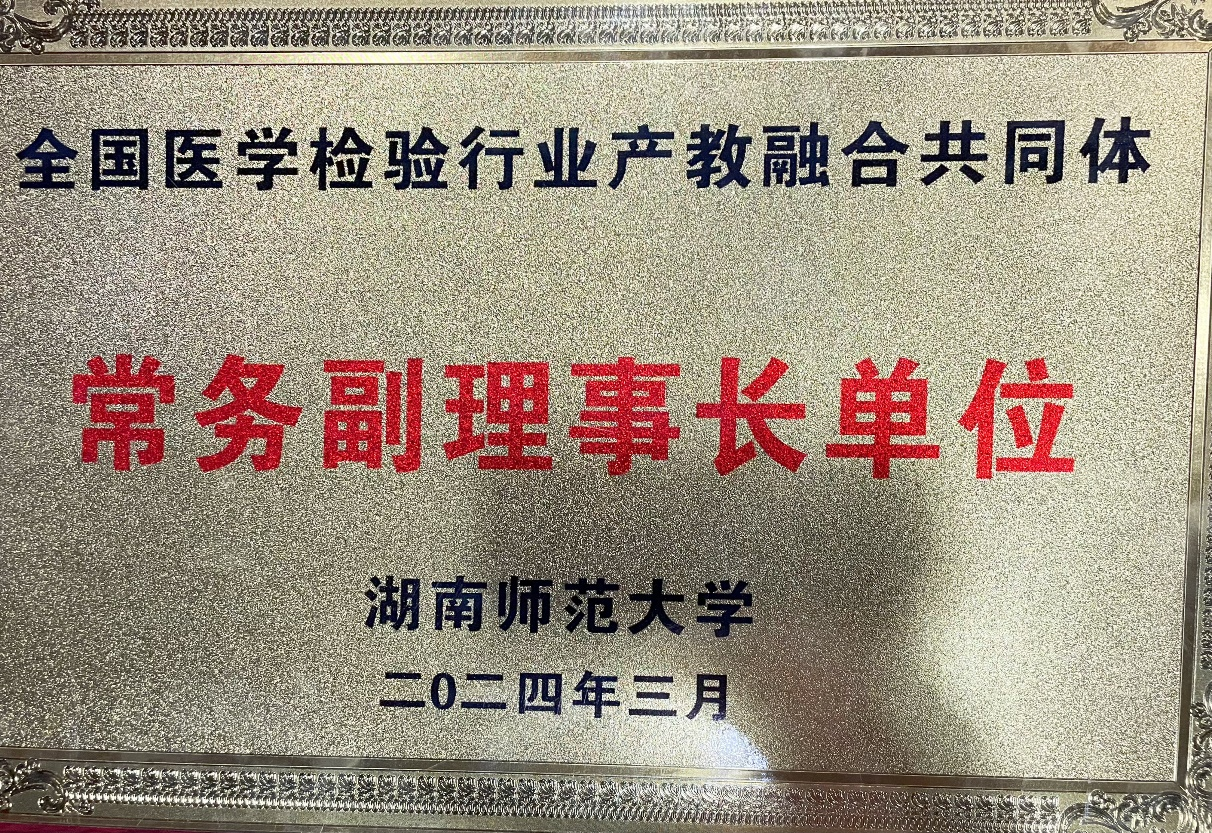 全国医学检验行业产教融合共同体
常务副理事长单位
湖南师范大学
二0二四年三月